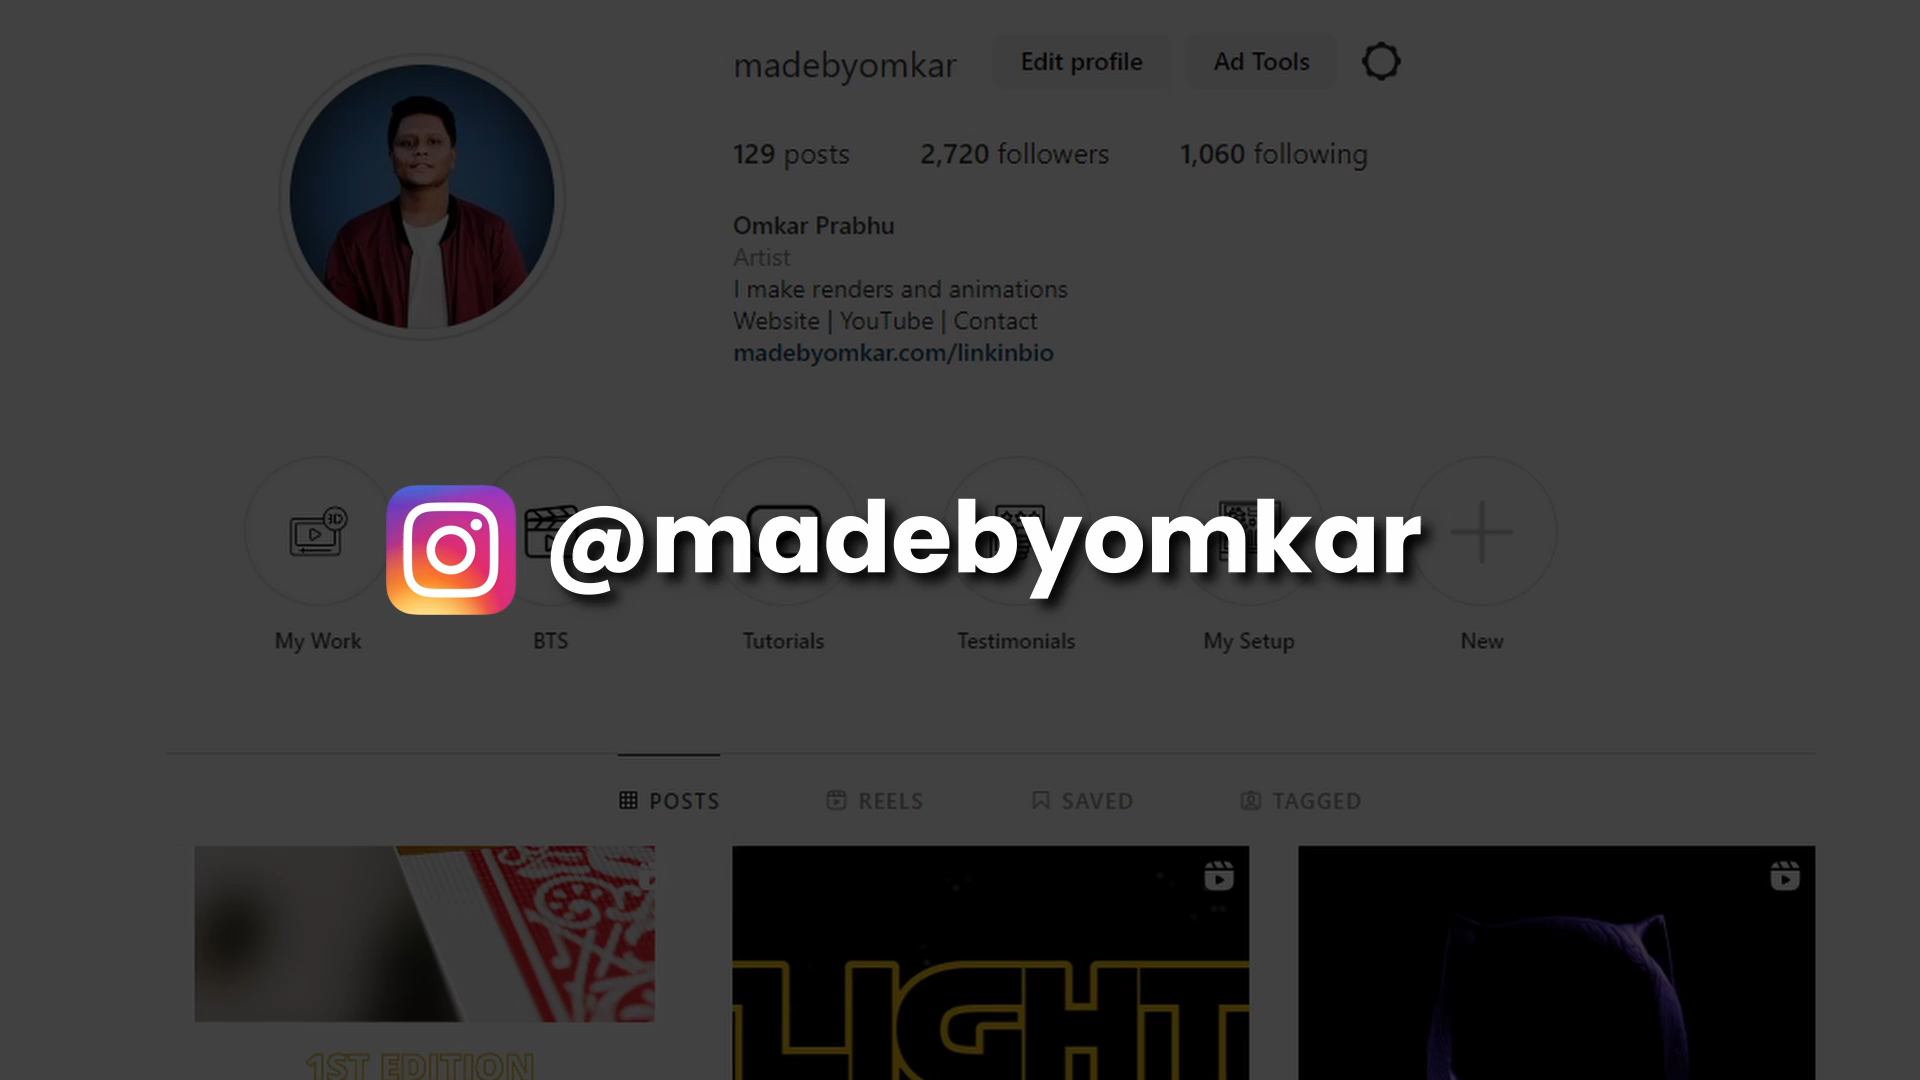 madebyomkar Edit profile Ad Tools
129 posts 2,720 followers 1,060 following
Omkar Prabhu
Artist
I make renders and animations
Website | YouTube | Contact
madebyomkar.com/linkinbio
3D
@madebyomkar
My Work BTS Tutorials Testimonials My Setup New
POSTS REELS SAVED TAGGED
LIGHT
1ST EDITION